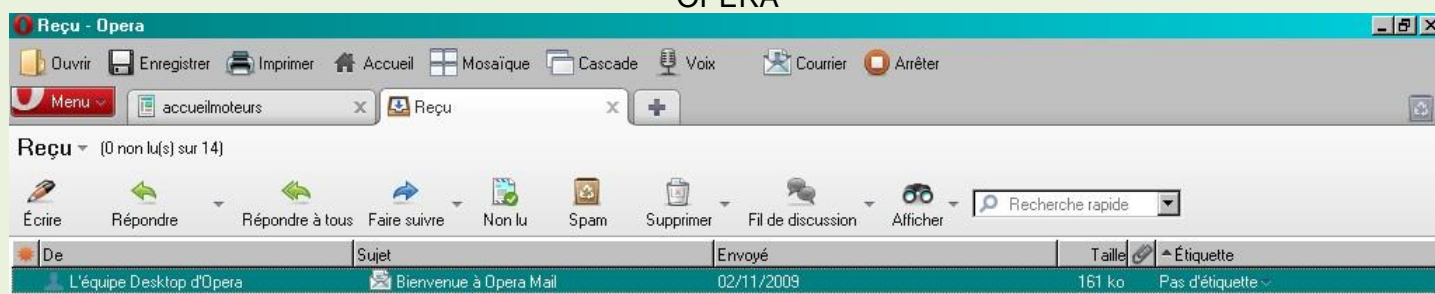 OPERA
Reçu - Opera
Ouvrir Enregistrer Imprimer Accueil Mosaïque Cascade Voix Courrier Arrêter
Menu accueilmoteurs Reçu
Reçu (0 non lu(s) sur 14)
Écrire Répondre Répondre à tous Faire suivre Non lu Spam Supprimer Fil de discussion Afficher Recherche rapide
De Sujet Envoyé Taille Étiquette
L'équipe Desktop d'Opera Bienvenue à Opera Mail 02/11/2009 161 ko Pas d'étiquette